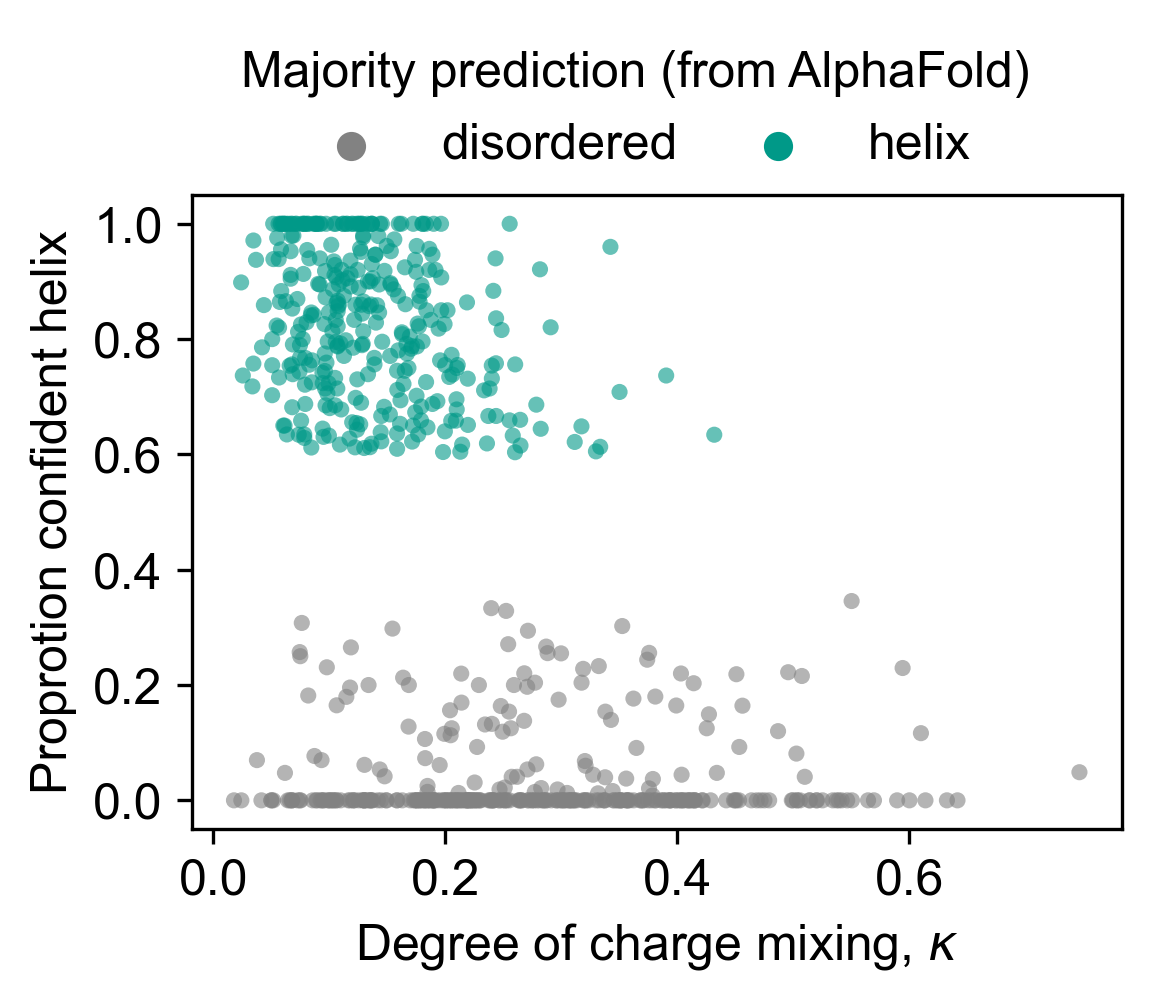 Majority prediction (from AlphaFold)
disordered helix
1.0
0.8
0.6
0.4
0.2
0.0
Proprotion confident helix
0.0 0.2 0.4 0.6
Degree of charge mixing, κ